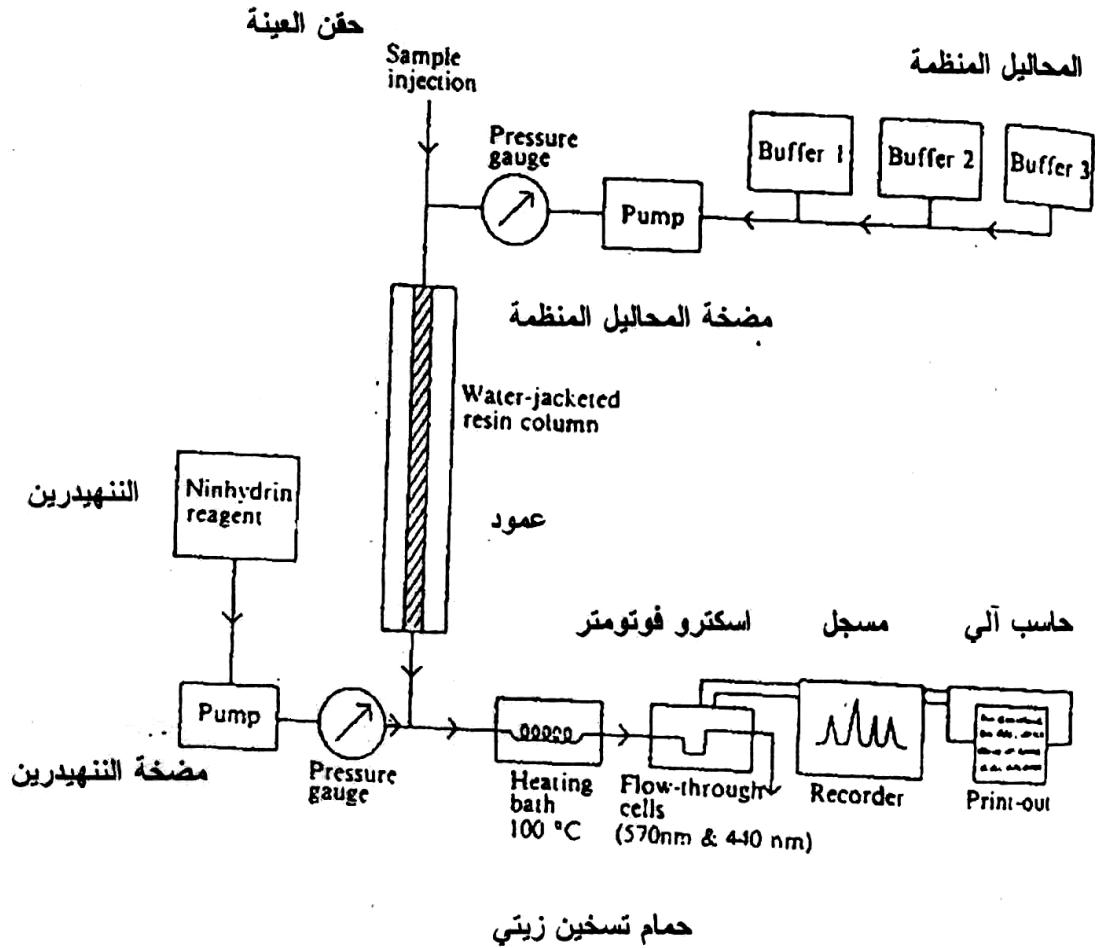 حقن العينة
Sample
injection
المحاليل المنظمة
Pressure
gauge
Pump
Buffer 1
Buffer 2
Buffer 3
مضخة المحاليل المنظمة
Water-jacketed
resin column
الننهيدرين
Ninhydrin
reagent
عمود
اسكترو فوتومتر
مسجل
حاسب آلي
Pump
مضخة الننهيدرين
Pressure
gauge
Heating
bath
100 °C
Flow-through
cells
(570nm & 440 nm)
Recorder
Print-out
حمام تسخين زيتي